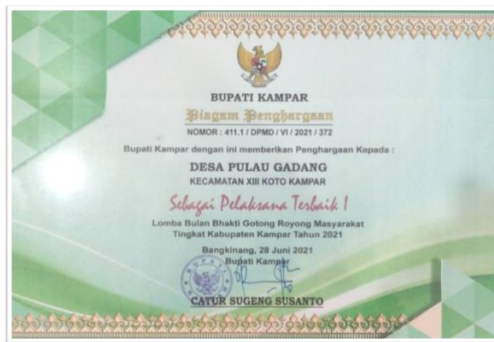 BUPATI KAMPAR
Piagam Penghargaan
NOMOR : 411.1 / DPMD / VI / 2021 / 372
Bupati Kampar dengan ini memberikan Penghargaan Kepada :
DESA PULAU GADANG
KECAMATAN XIII KOTO KAMPAR
Sebagai Pelaksana Terbaik I
Lomba Bulan Bhakti Gotong Royong Masyarakat
Tingkat Kabupaten Kampar Tahun 2021
Bangkinang, 28 Juni 2021
Bupati Kampar
BUPATI
CATUR SUGENG SUSANTO